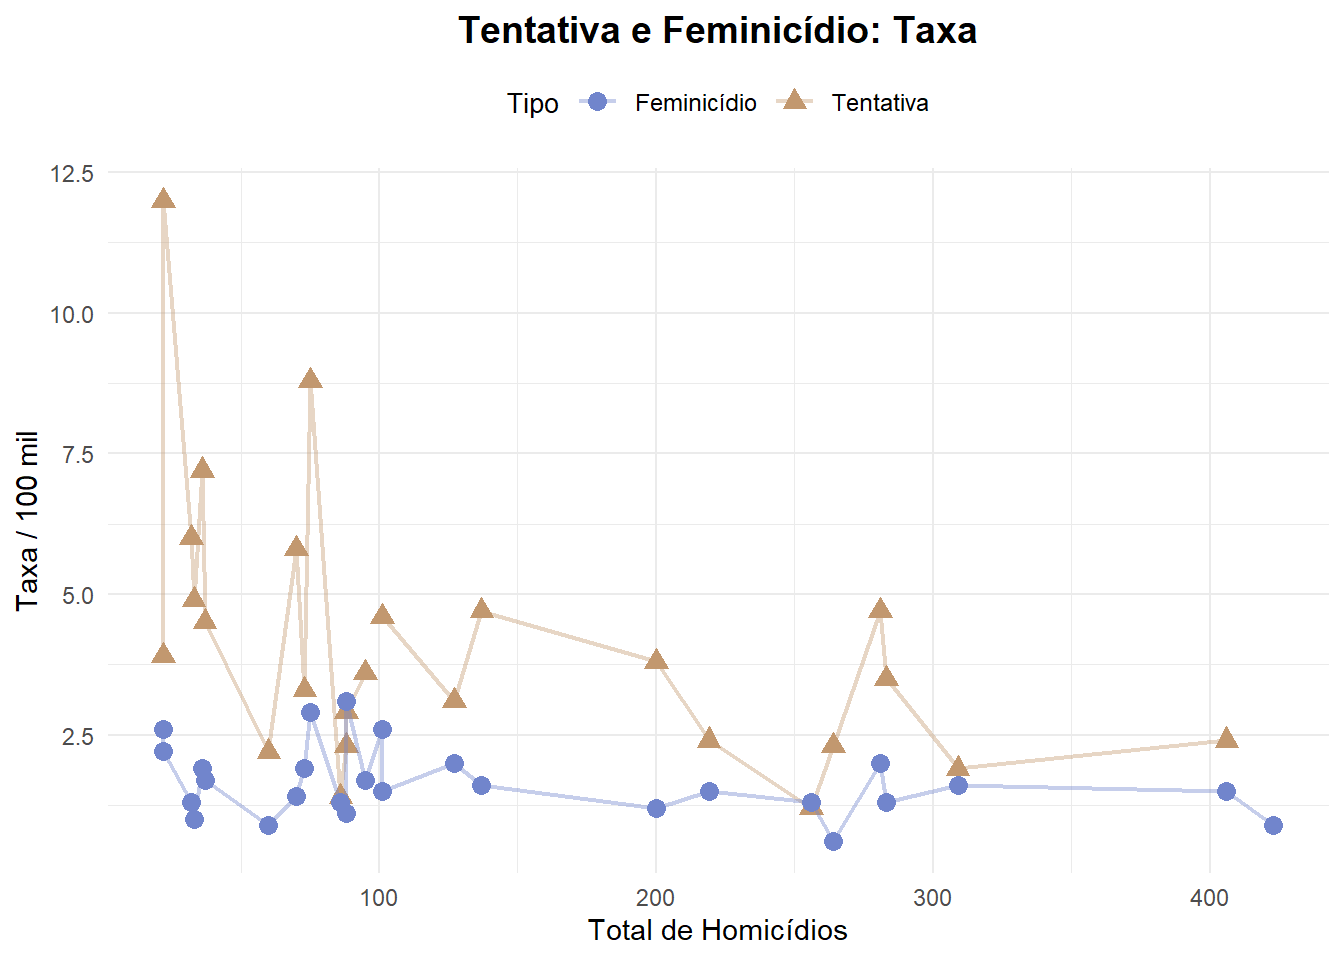 Tentativa e Feminicídio: Taxa
Tipo Feminicídio Tentativa
12.5
10.0
7.5
5.0
2.5
Taxa / 100 mil
100 200 300 400
Total de Homicídios